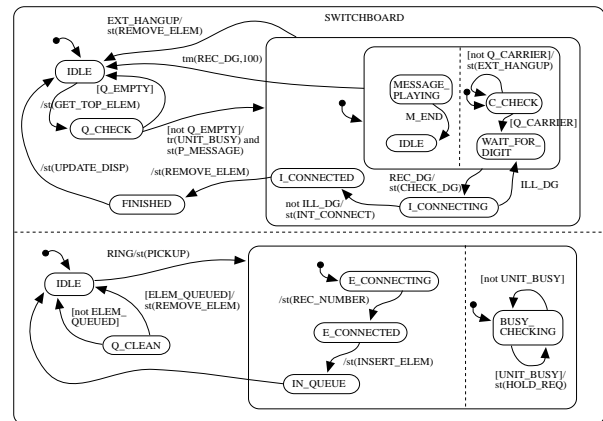 EXT_HANGUP/
st(REMOVE_ELEM)
SWITCHBOARD
tm(REC_DG,100)
IDLE
[Q_EMPTY]
/st(GET_TOP_ELEM)
Q_CHECK
[not Q_EMPTY]/
tr(UNIT_BUSY) and
st(P_MESSAGE)
/st(UPDATE_DISP)
/st(REMOVE_ELEM)
FINISHED
MESSAGE_
PLAYING
M_END
IDLE
[not Q_CARRIER]/
st(EXT_HANGUP)
C_CHECK
[Q_CARRIER]
WAIT_FOR_
DIGIT
I_CONNECTED
REC_DG/
st(CHECK_DG)
ILL_DG
not ILL_DG/
st(INT_CONNECT)
I_CONNECTING
RING/st(PICKUP)
IDLE
[ELEM_QUEUED]/
st(REMOVE_ELEM)
[not ELEM_
QUEUED]
Q_CLEAN
E_CONNECTING
/st(REC_NUMBER)
E_CONNECTED
/st(INSERT_ELEM)
IN_QUEUE
[not UNIT_BUSY]
BUSY_
CHECKING
[UNIT_BUSY]/
st(HOLD_REQ)